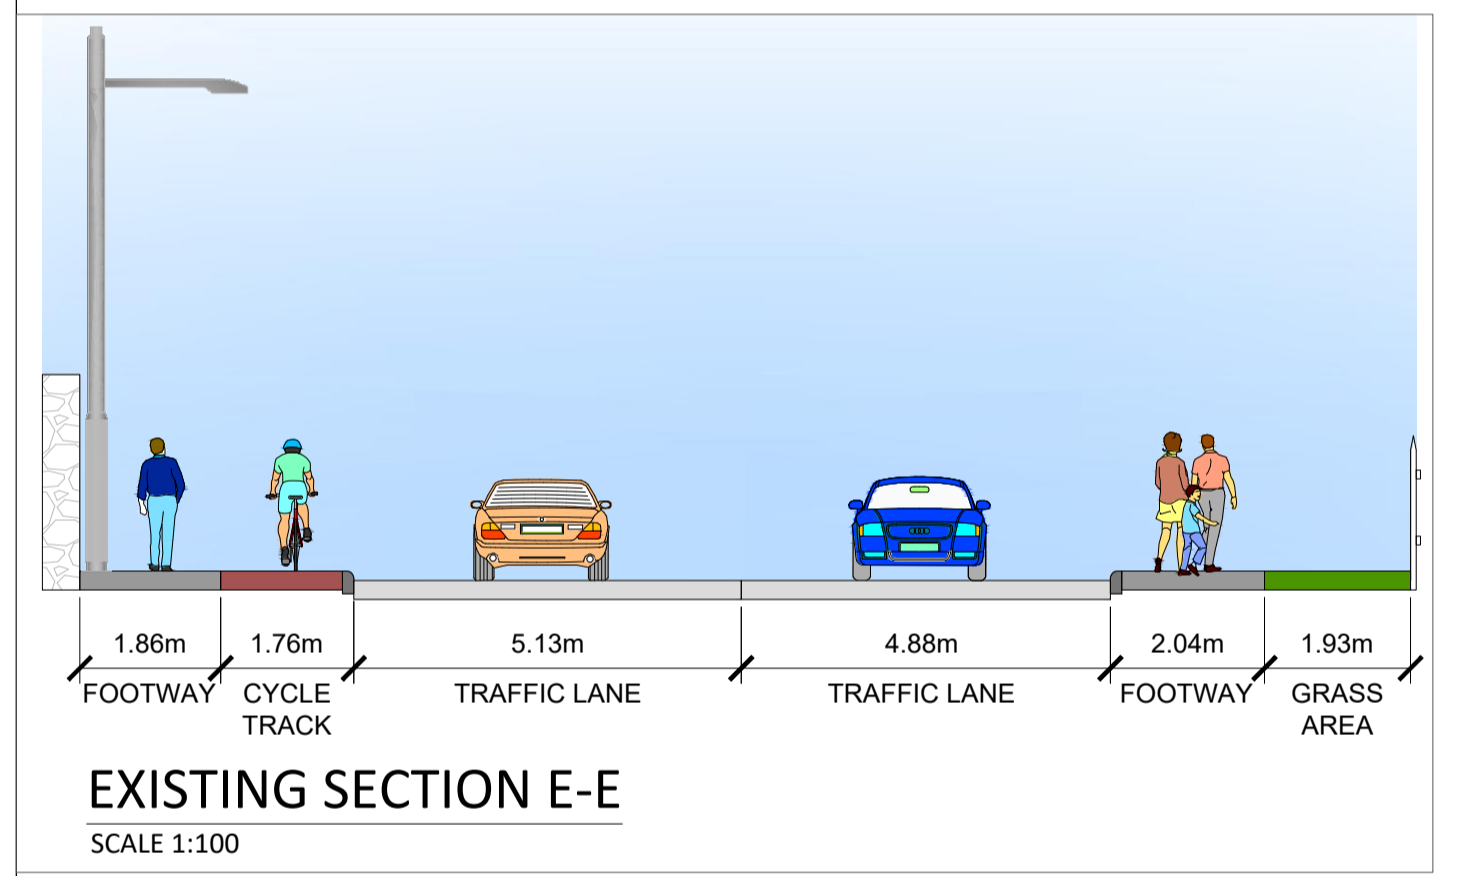 1.86m 1.76m 5.13m 4.88m 2.04m 1.93m
FOOTWAY CYCLE TRAFFIC LANE TRAFFIC LANE FOOTWAY GRASS
TRACK AREA
EXISTING SECTION E-E
SCALE 1:100